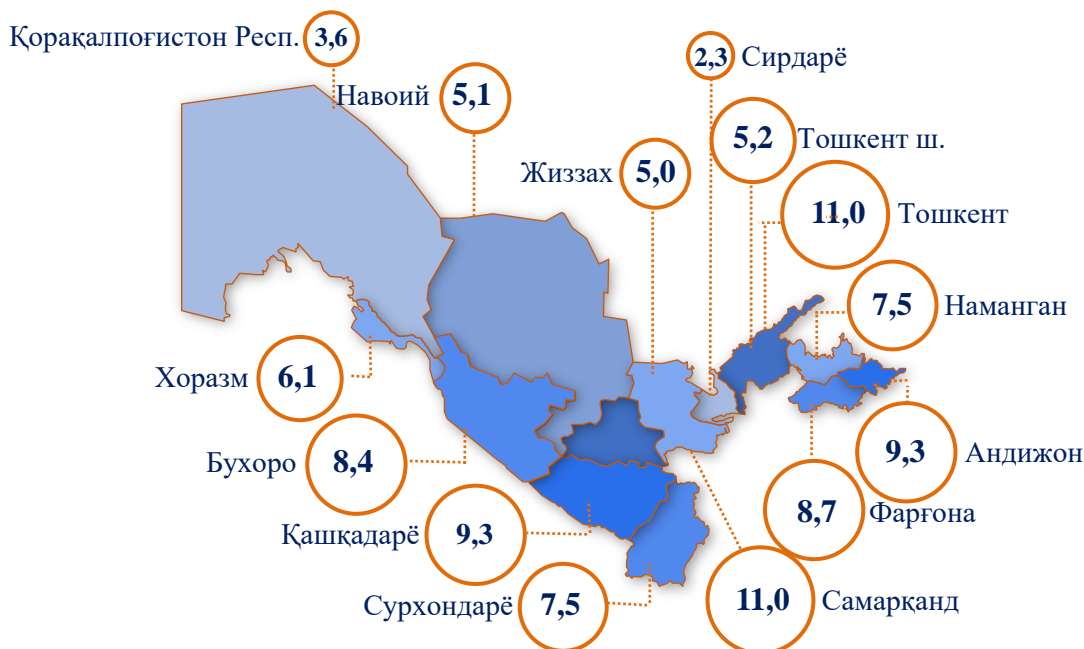 Қорақалпоғистон Респ. 3,6
2,3 Сирдарё
Навоий 5,1
5,2 Тошкент ш.
Жиззах 5,0
11,0 Тошкент
7,5 Наманган
Хоразм 6,1
9,3 Андижон
Бухоро 8,4
8,7 Фарғона
Қашқадарё 9,3
11,0 Самарқанд
Сурхондарё 7,5